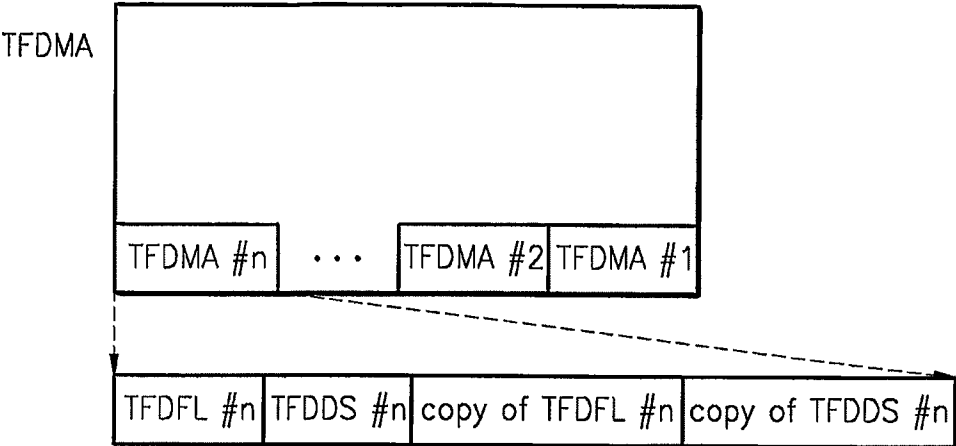 TFDMA
TFDMA #n ··· TFDMA #2 TFDMA #1
TFDFL #n TFDDS #n copy of TFDFL #n copy of TFDDS #n